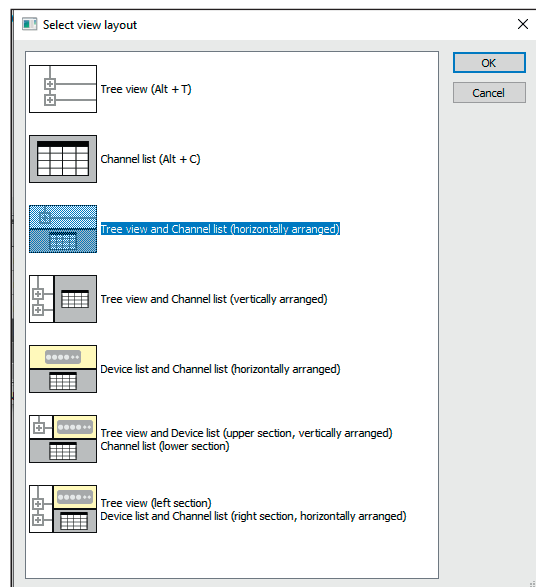 Select view layout
OK
Cancel
Tree view (Alt + T)
Channel list (Alt + C)
Tree view and Channel list (horizontally arranged)
Tree view and Channel list (vertically arranged)
Device list and Channel list (horizontally arranged)
Tree view and Device list (upper section, vertically arranged)
Channel list (lower section)
Tree view (left section)
Device list and Channel list (right section, horizontally arranged)